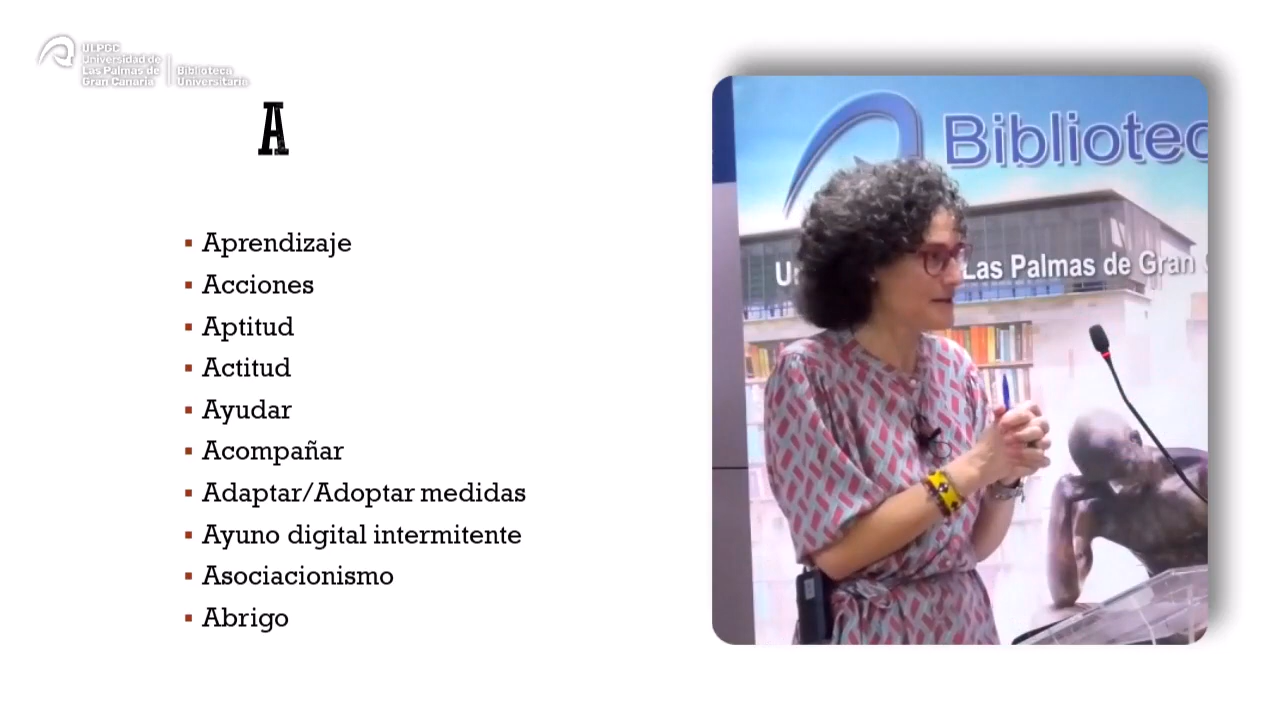 ULPGC
Universidad de
Las Palmas de
Gran Canaria
Biblioteca
Universitaria
A
▪ Aprendizaje
▪ Acciones
▪ Aptitud
▪ Actitud
▪ Ayudar
▪ Acompañar
▪ Adaptar/Adoptar medidas
▪ Ayuno digital intermitente
▪ Asociacionismo
▪ Abrigo
Bibliotec
Las Palmas de Gran